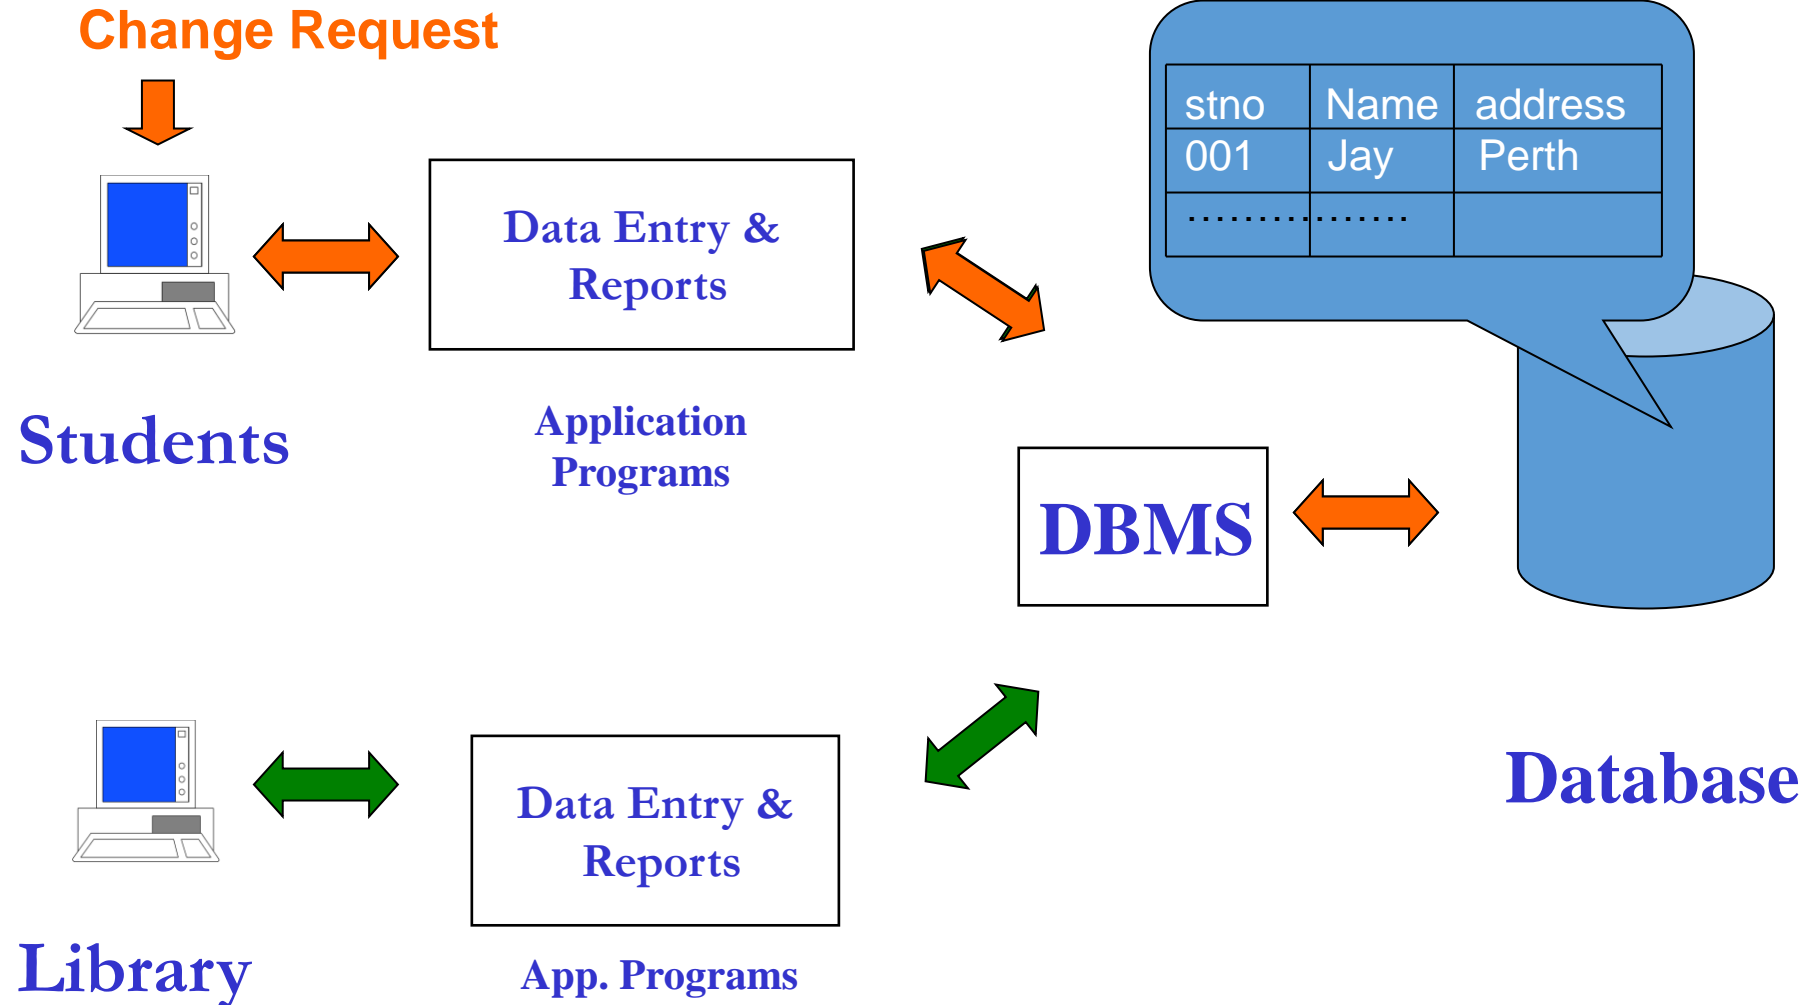 Change Request
stno Name address
001 Jay Perth
................
Data Entry &
Reports
Students
Application
Programs
DBMS
Database
Data Entry &
Reports
Library
App. Programs